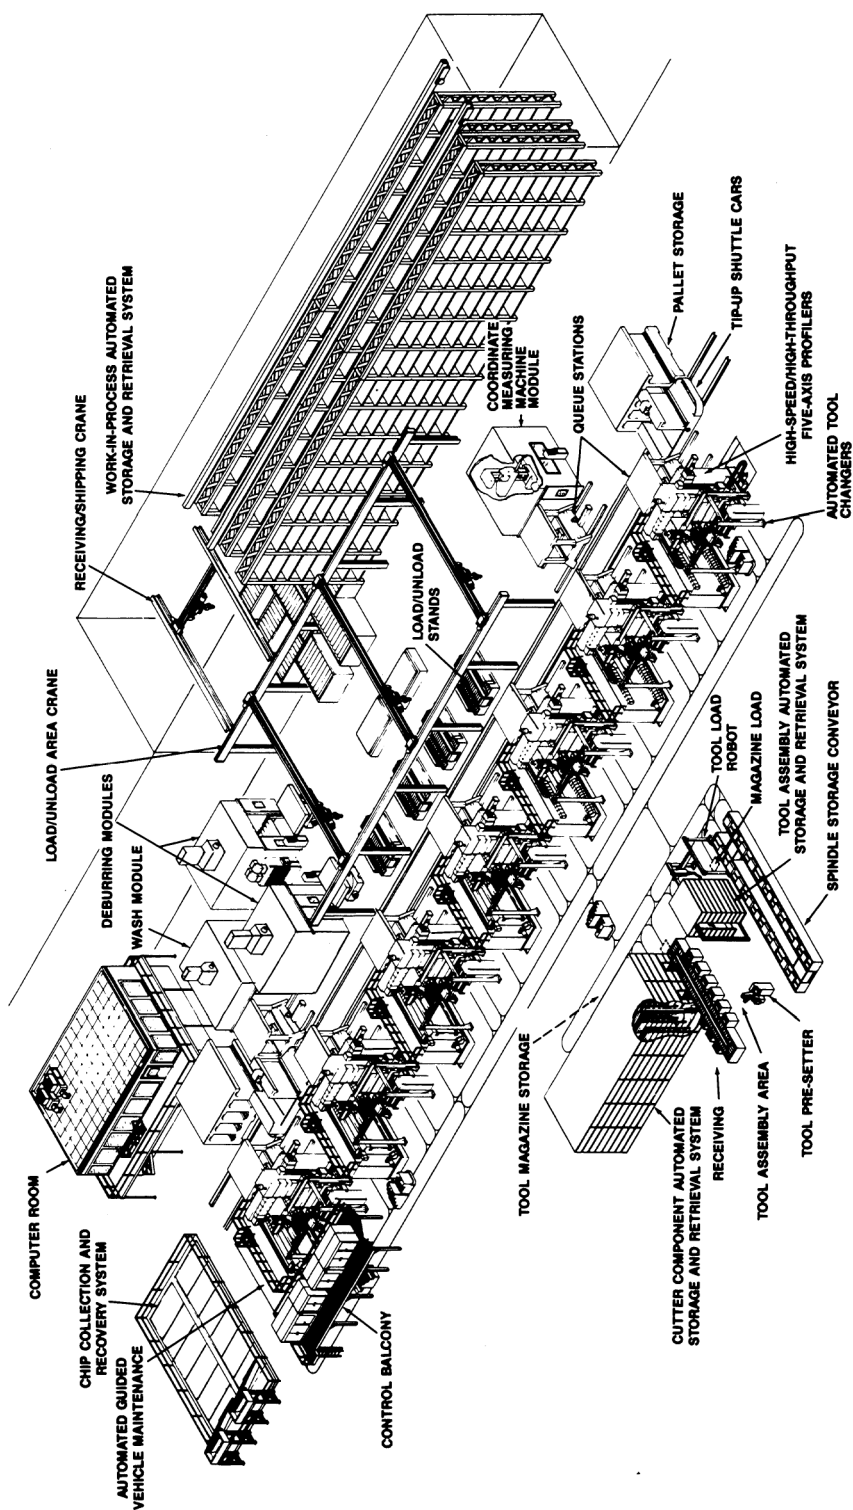 COMPUTER ROOM
CHIP COLLECTION AND
RECOVERY SYSTEM
AUTOMATED GUIDED
VEHICLE MAINTENANCE
CONTROL BALCONY
WASH MODULE
DEBURRING MODULES
LOAD/UNLOAD AREA CRANE
RECEIVING/SHIPPING CRANE
WORK-IN-PROCESS AUTOMATED
STORAGE AND RETRIEVAL SYSTEM
LOAD/UNLOAD
STANDS
COORDINATE
MEASURING
MACHINE
MODULE
QUEUE STATIONS
PALLET STORAGE
TIP-UP SHUTTLE CARS
HIGH-SPEED/HIGH-THROUGHPUT
FIVE-AXIS PROFILERS
AUTOMATED TOOL
CHANGERS
TOOL MAGAZINE STORAGE
CUTTER COMPONENT AUTOMATED
STORAGE AND RETRIEVAL SYSTEM
RECEIVING
TOOL ASSEMBLY AREA
TOOL PRE-SETTER
TOOL LOAD
ROBOT
MAGAZINE LOAD
TOOL ASSEMBLY AUTOMATED
STORAGE AND RETRIEVAL SYSTEM
SPINDLE STORAGE CONVEYOR